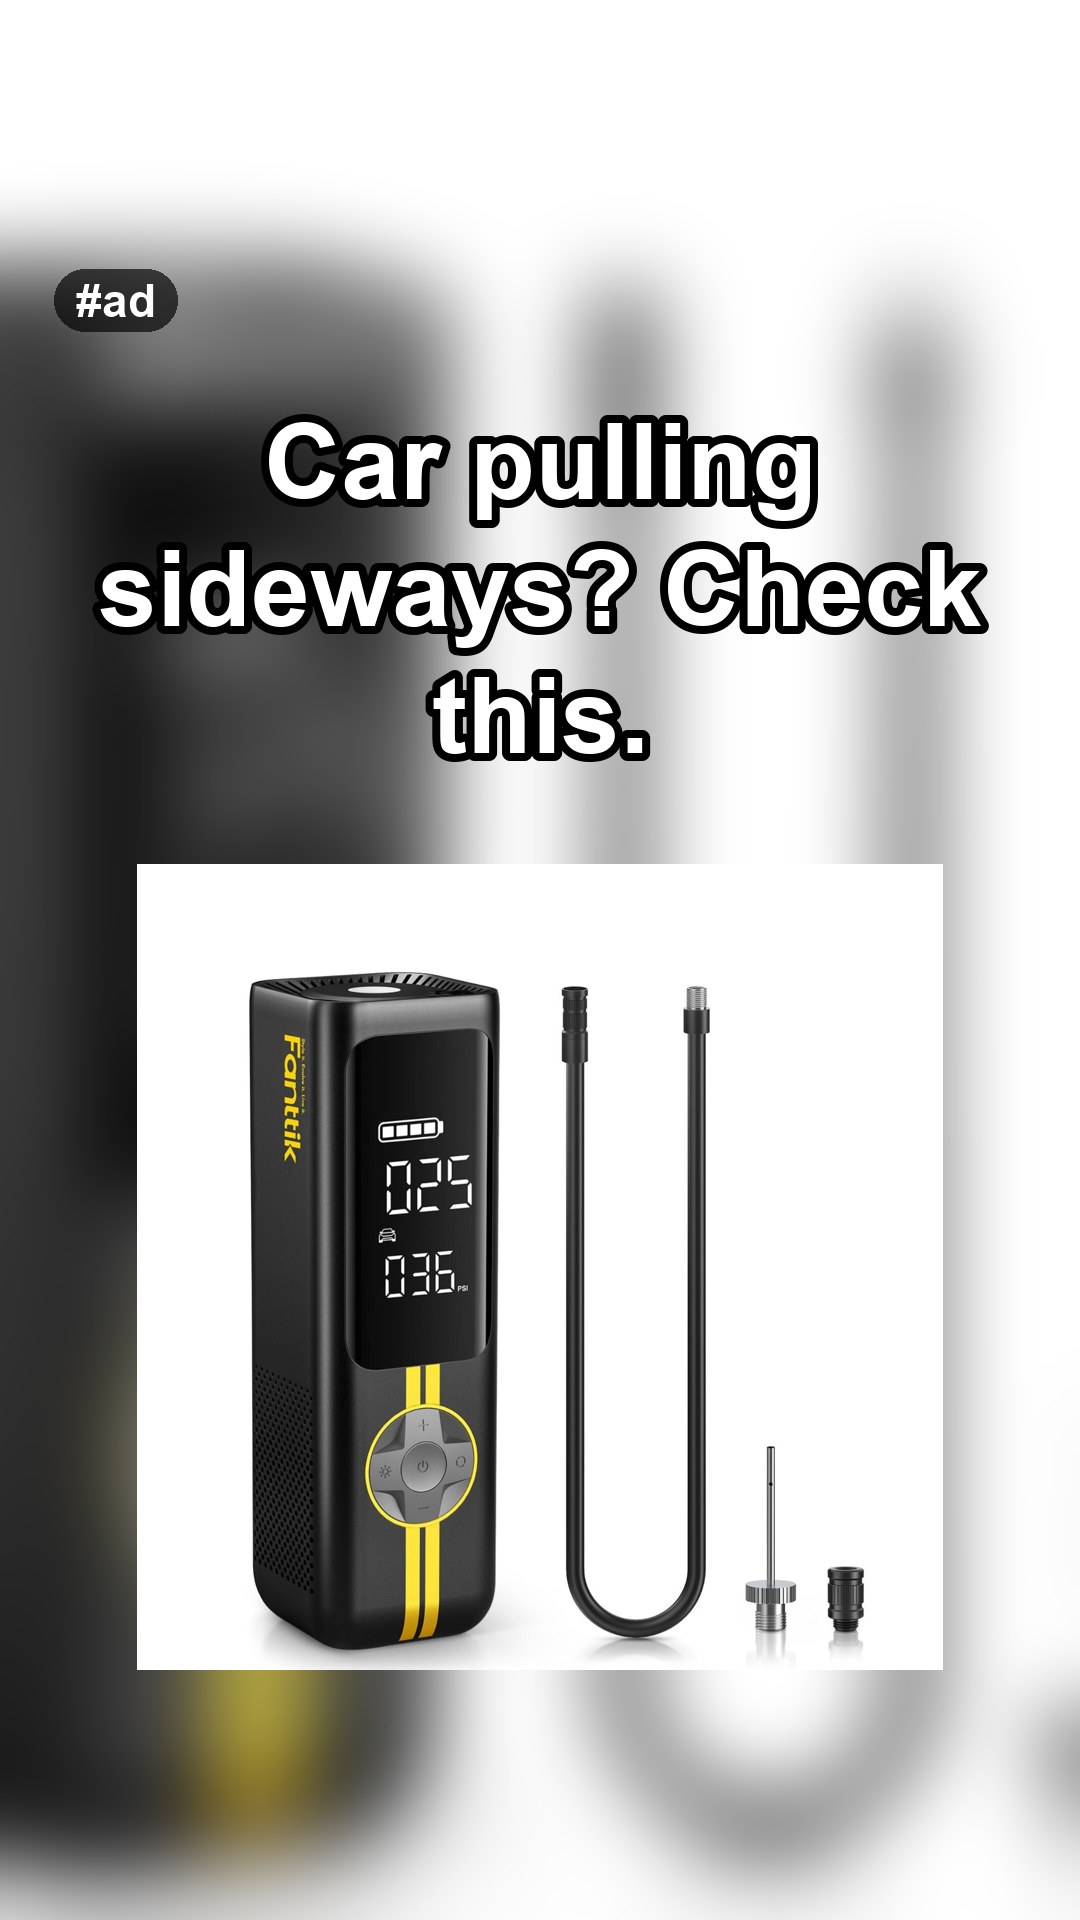 #ad
Car pulling
sideways? Check
this.
Fanttik
025
036 PSI